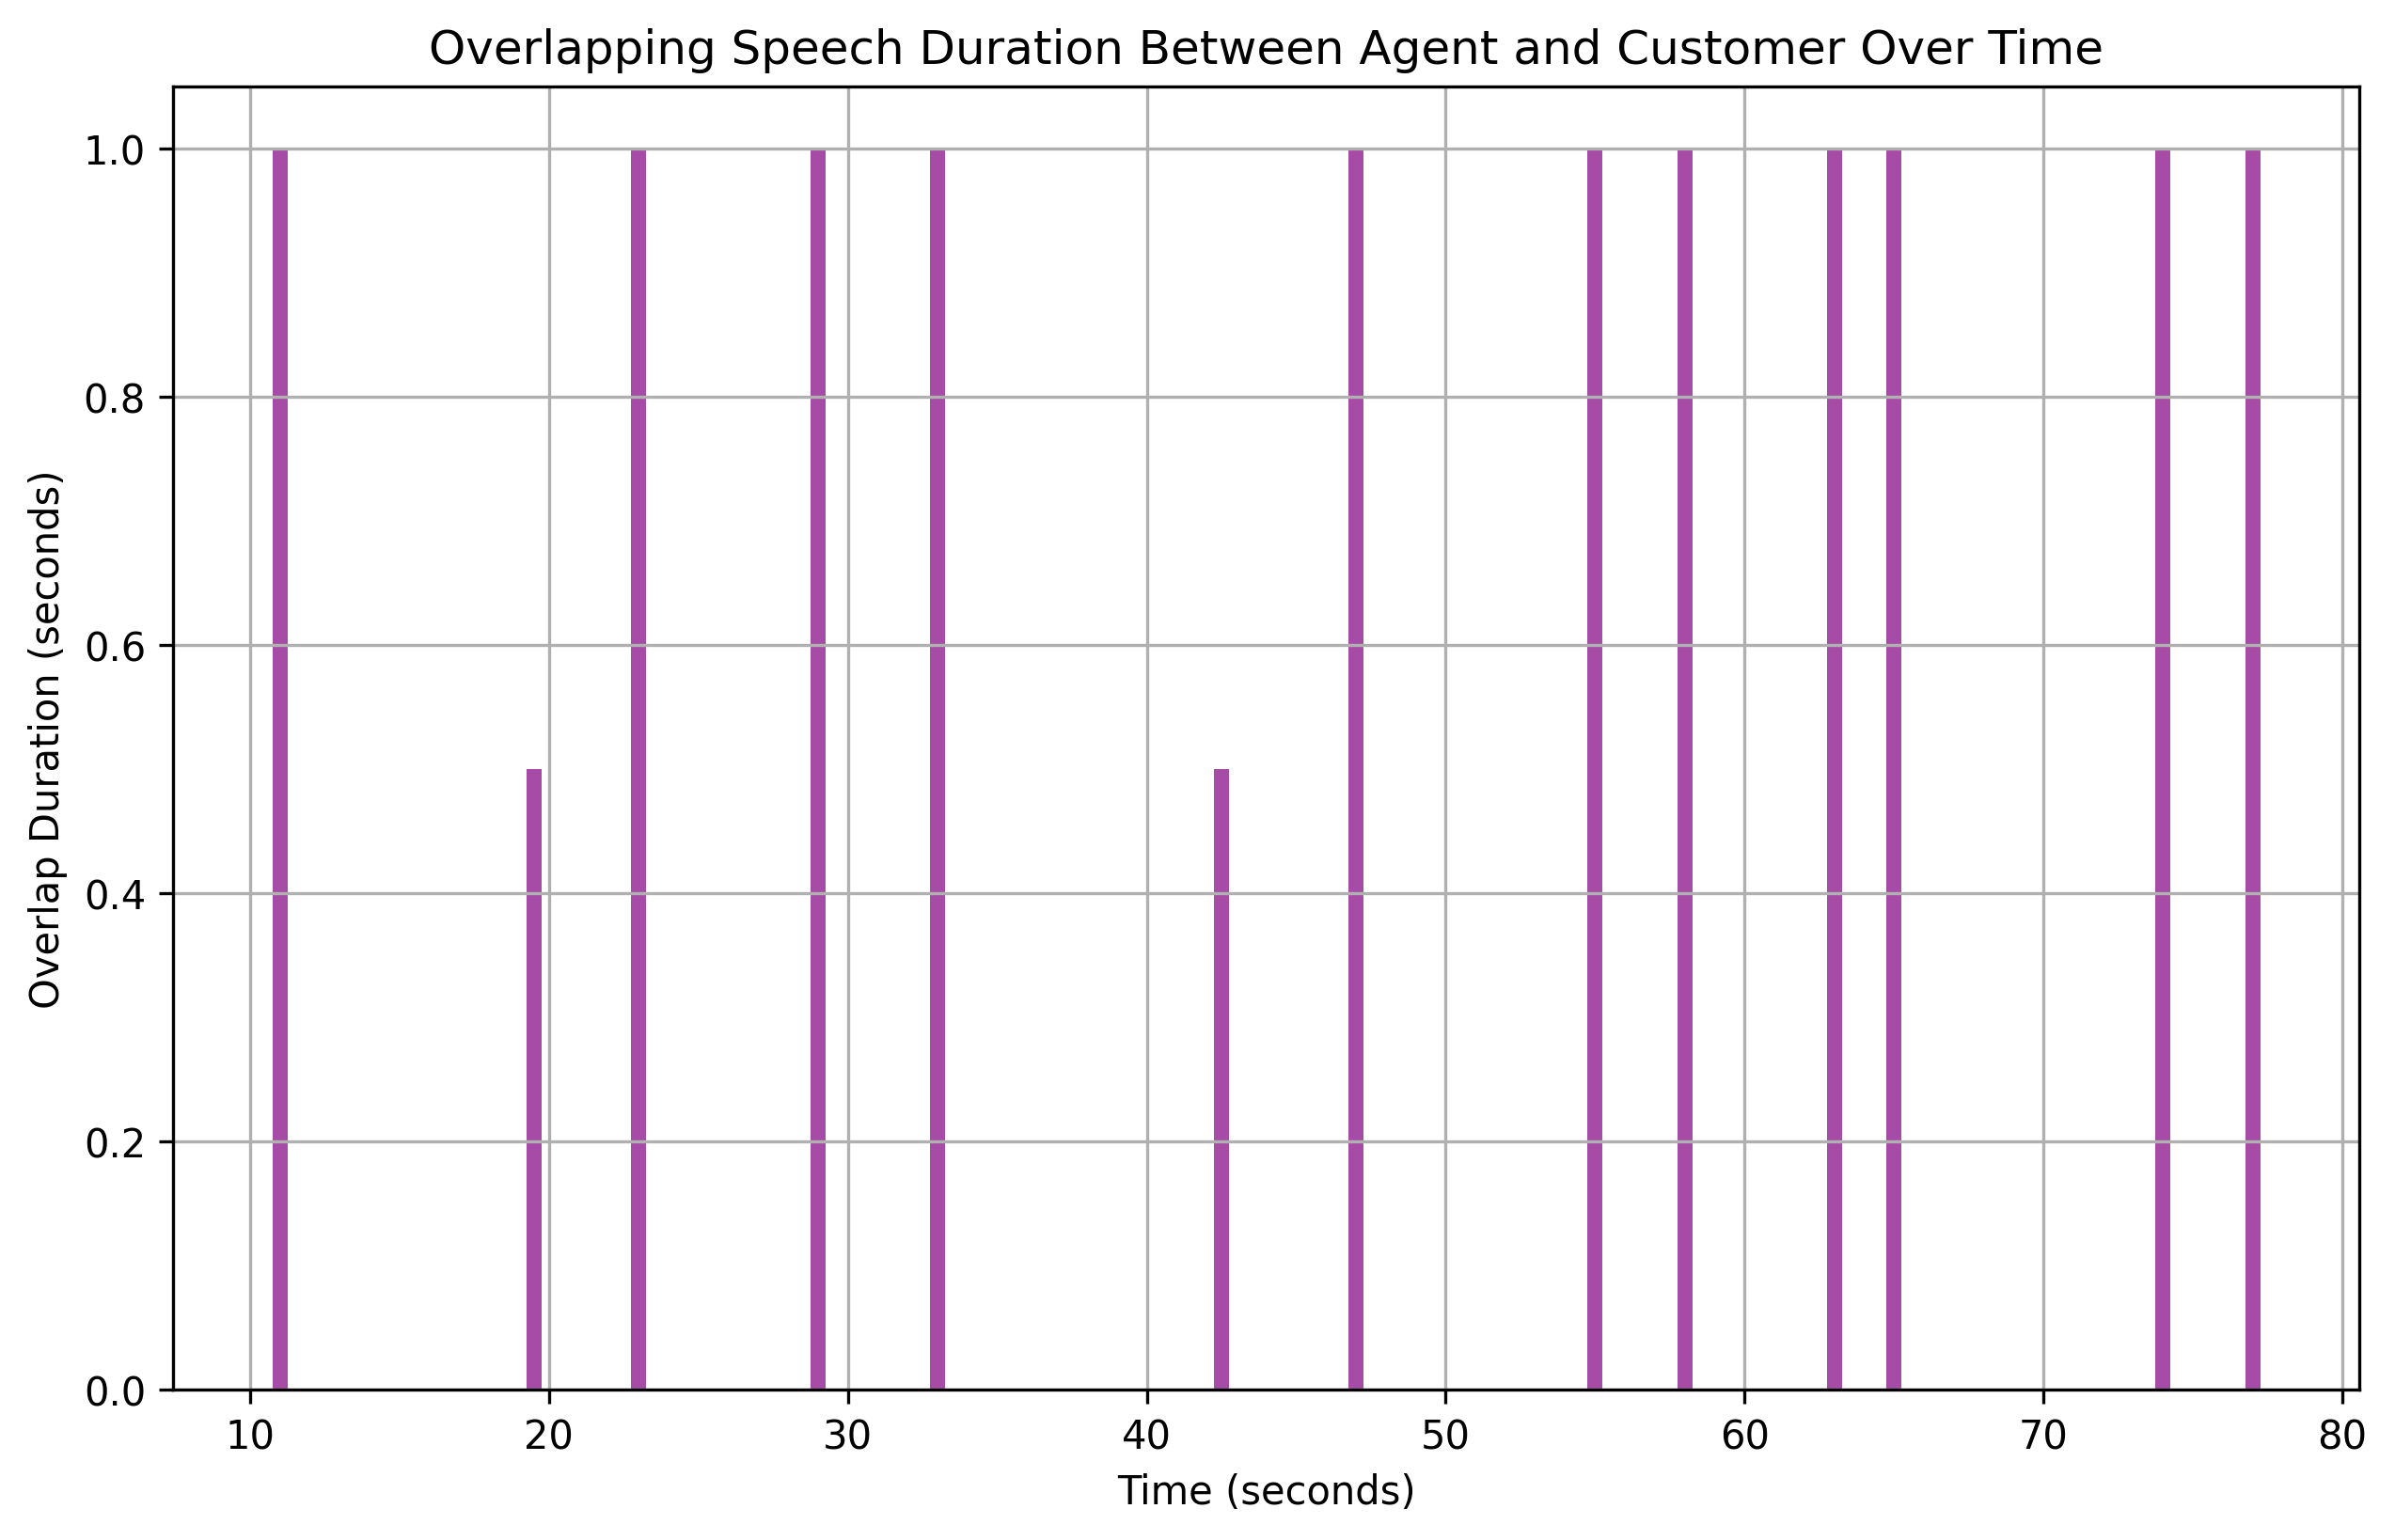 Overlapping Speech Duration Between Agent and Customer Over Time
Overlap Duration (seconds)
1.0
0.8
0.6
0.4
0.2
0.0
10 20 30 40 50 60 70 80
Time (seconds)